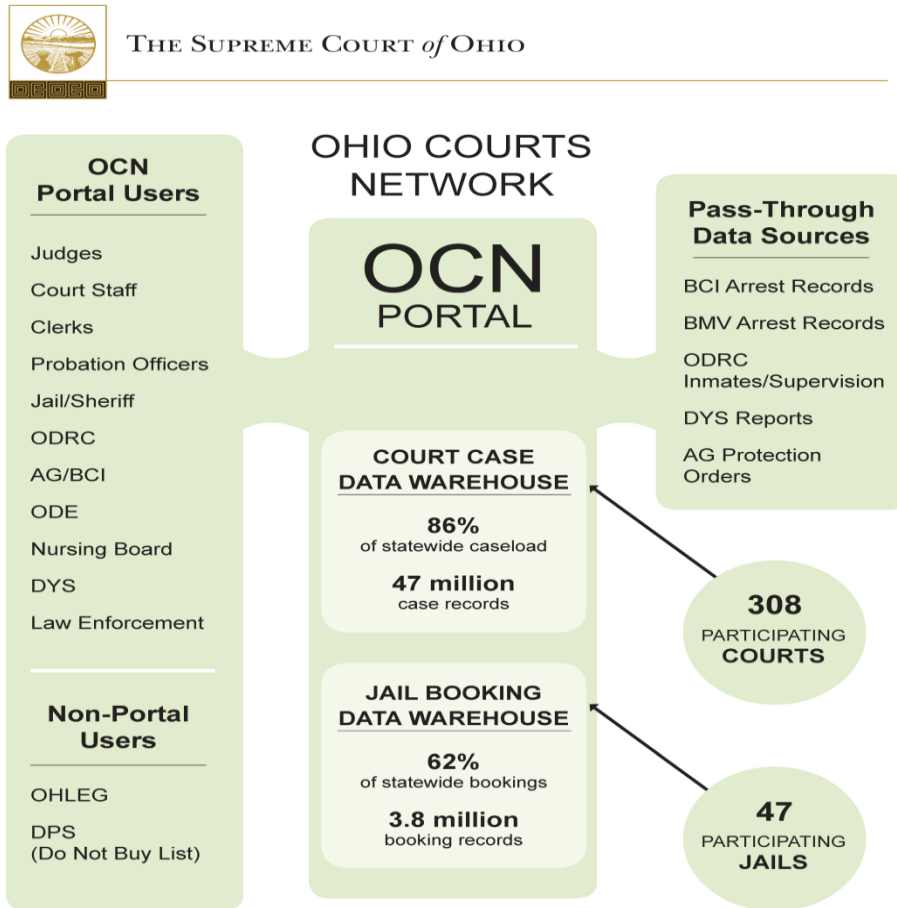 THE SUPREME COURT of OHIO
OCN
Portal Users
Judges
Court Staff
Clerks
Probation Officers
Jail/Sheriff
ODRC
AG/BCI
ODE
Nursing Board
DYS
Law Enforcement
Non-Portal
Users
OHLEG
DPS
(Do Not Buy List)
OHIO COURTS
NETWORK
OCN
PORTAL
COURT CASE
DATA WAREHOUSE
86%
of statewide caseload
47 million
case records
JAIL BOOKING
DATA WAREHOUSE
62%
of statewide bookings
3.8 million
booking records
Pass-Through
Data Sources
BCI Arrest Records
BMV Arrest Records
ODRC
Inmates/Supervision
DYS Reports
AG Protection
Orders
308
PARTICIPATING
COURTS
47
PARTICIPATING
JAILS